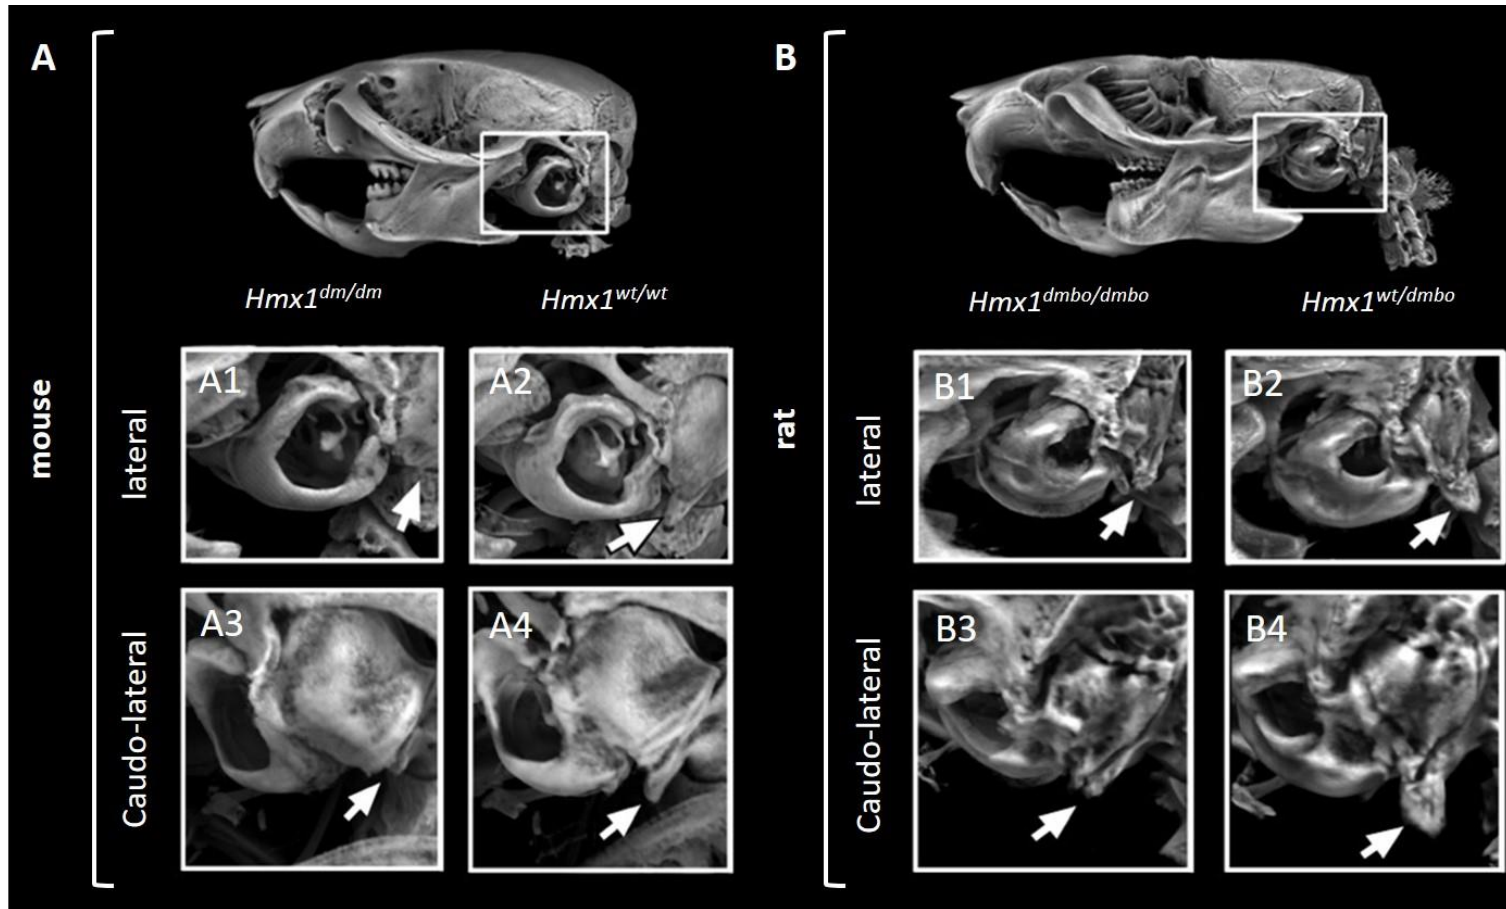 A
B
Hmx1dm/dm
Hmx1wt/wt
Hmx1dmbo/dmbo
Hmx1wt/dmbo
mouse
lateral
A1
A2
rat
lateral
B1
B2
Caudo-lateral
A3
A4
Caudo-lateral
B3
B4